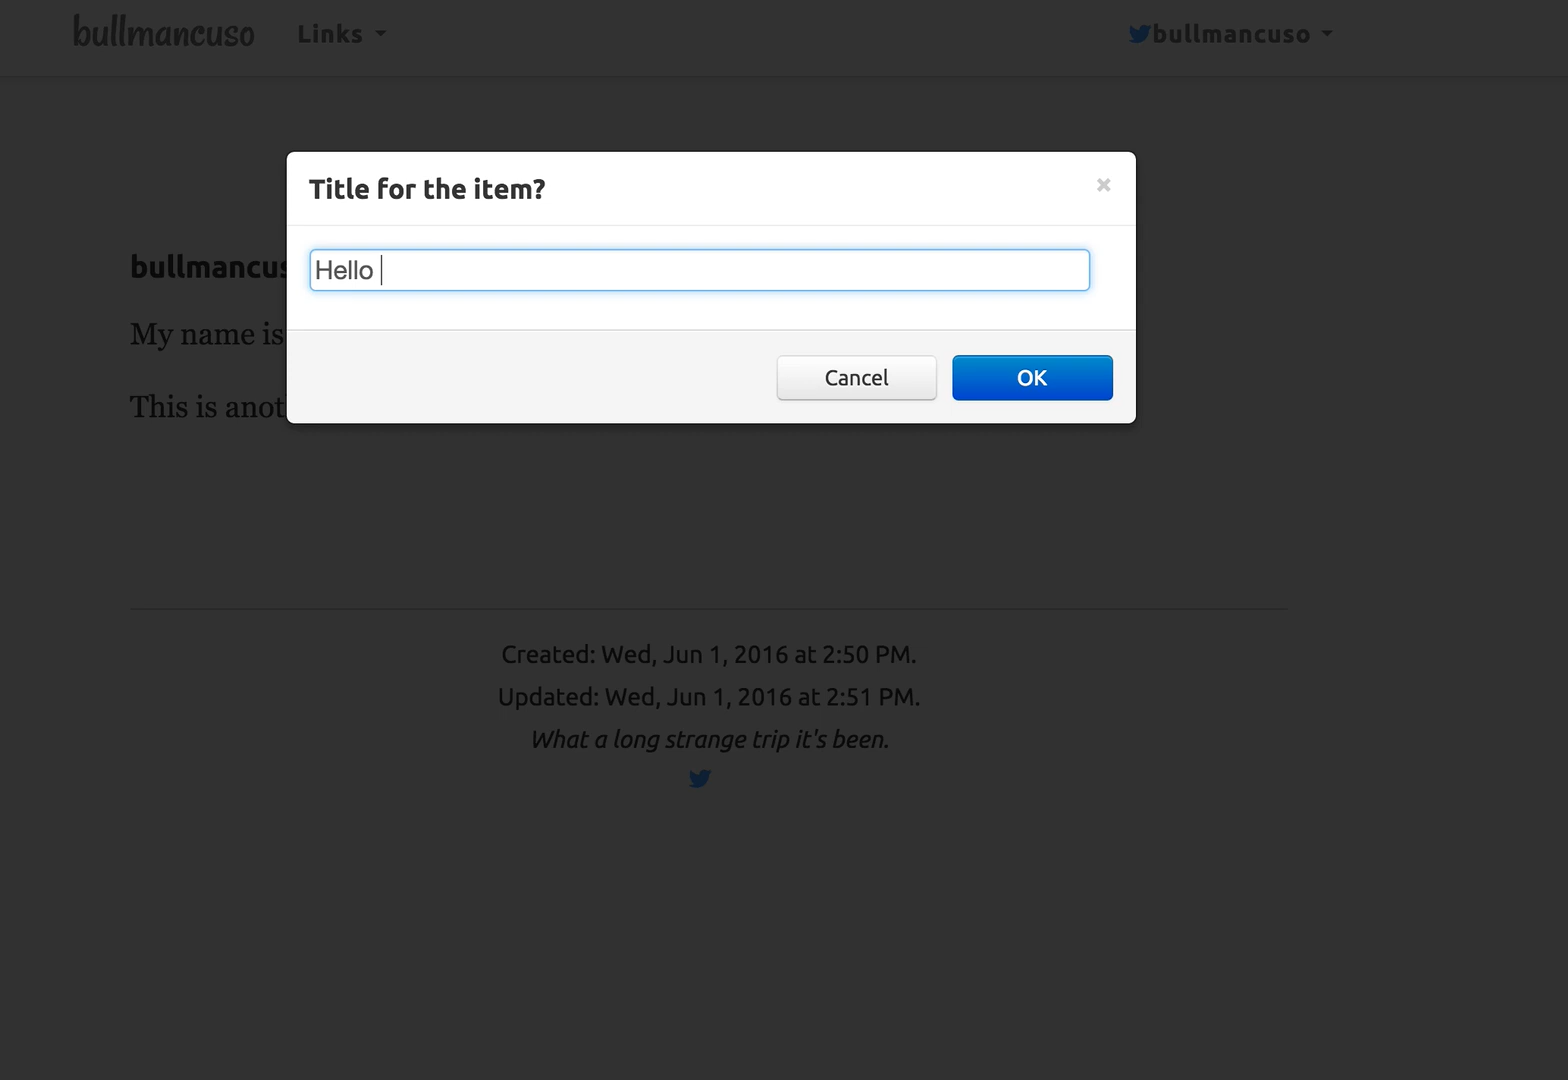 bullmancuso Links bullmancuso
Title for the item?
Hello
Cancel OK
bullmancus
My name is
This is anot
Created: Wed, Jun 1, 2016 at 2:50 PM.
Updated: Wed, Jun 1, 2016 at 2:51 PM.
What a long strange trip it's been.